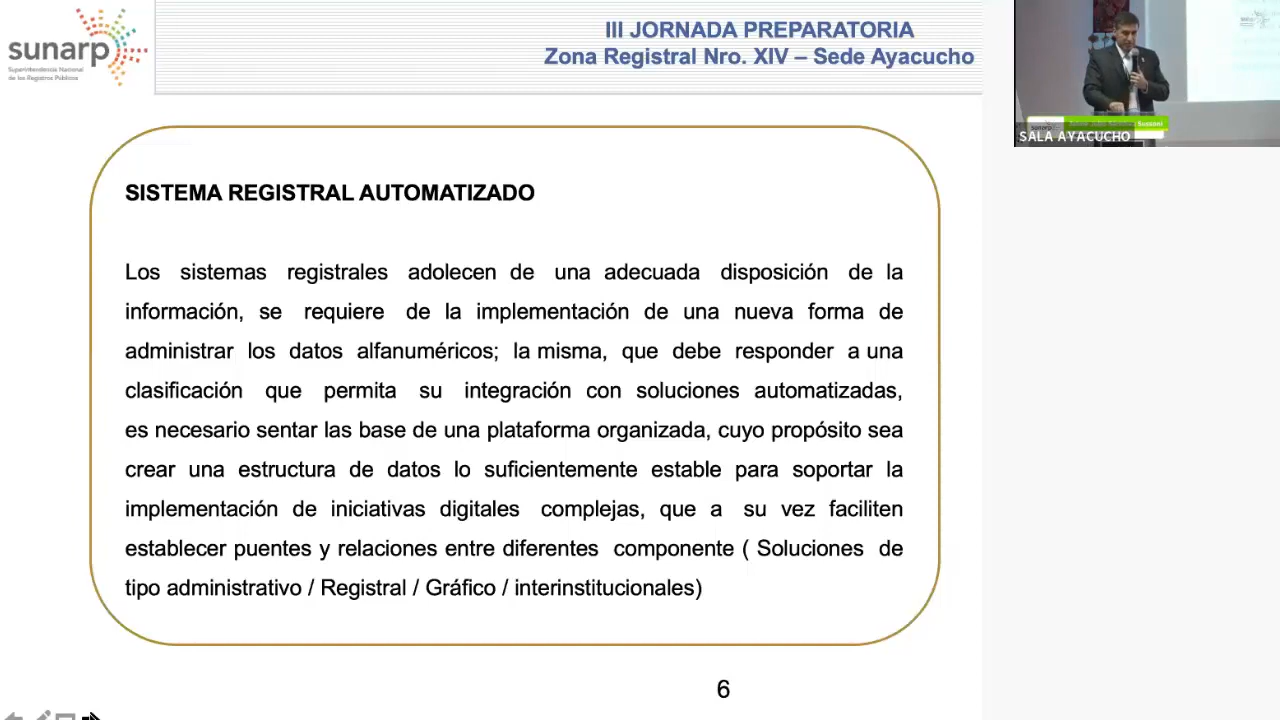 sunarp
Superintendencia Nacional
de los Registros Públicos
III JORNADA PREPARATORIA
Zona Registral Nro. XIV – Sede Ayacucho
SALA AYACUCHO
SISTEMA REGISTRAL AUTOMATIZADO
Los sistemas registrales adolecen de una adecuada disposición de la
información, se requiere de la implementación de una nueva forma de
administrar los datos alfanuméricos; la misma, que debe responder a una
clasificación que permita su integración con soluciones automatizadas,
es necesario sentar las base de una plataforma organizada, cuyo propósito sea
crear una estructura de datos lo suficientemente estable para soportar la
implementación de iniciativas digitales complejas, que a su vez faciliten
establecer puentes y relaciones entre diferentes componente ( Soluciones de
tipo administrativo / Registral / Gráfico / interinstitucionales)
6